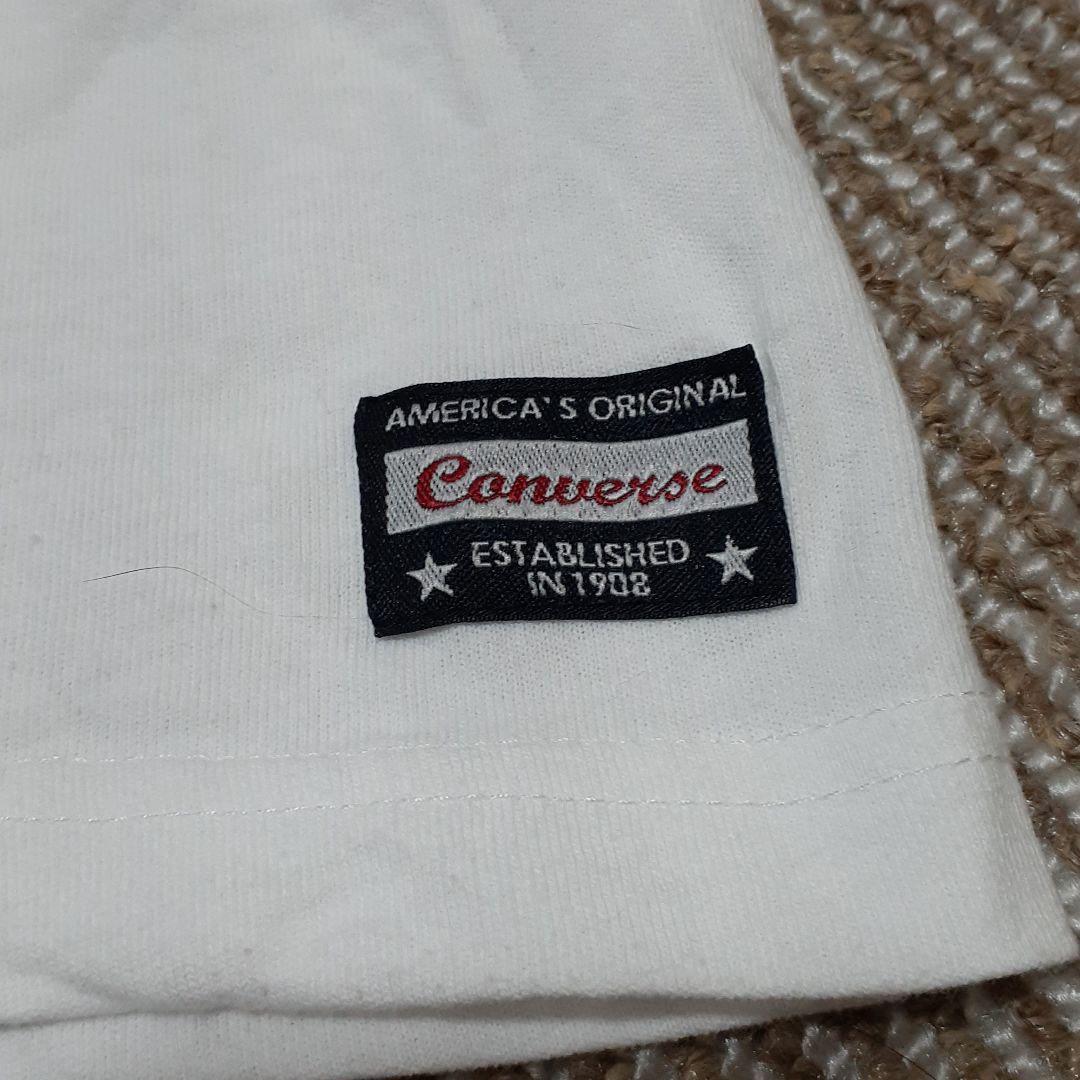 AMERICA'S ORIGINAL
Converse
ESTABLISHED
IN 1908